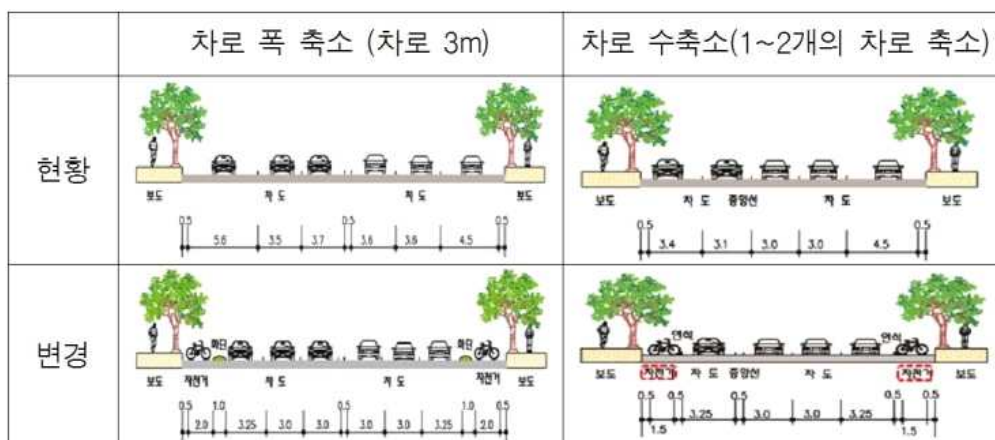 차로 폭 축소 (차로 3m)
차로 수축소(1~2개의 차로 축소)
현황
보도 차 도 차 도 보도
0.5 5.6 3.5 3.7 0.5 3.6 3.6 4.5 0.5
보도 차 도 중앙선 차 도 보도
0.5 3.4 3.1 3.0 3.0 4.5 0.5
변경
화단 화단
보도 자전거 차 도 차 도 자전거 보도
0.5 2.0 1.0 3.25 3.0 3.0 0.5 3.0 3.0 3.25 1.0 2.0 0.5
연석 연석
보도 자전거 차 도 중앙선 차 도 자전거 보도
0.5 1.5 0.5 3.25 0.5 3.0 3.0 3.25 0.5 1.5 0.5